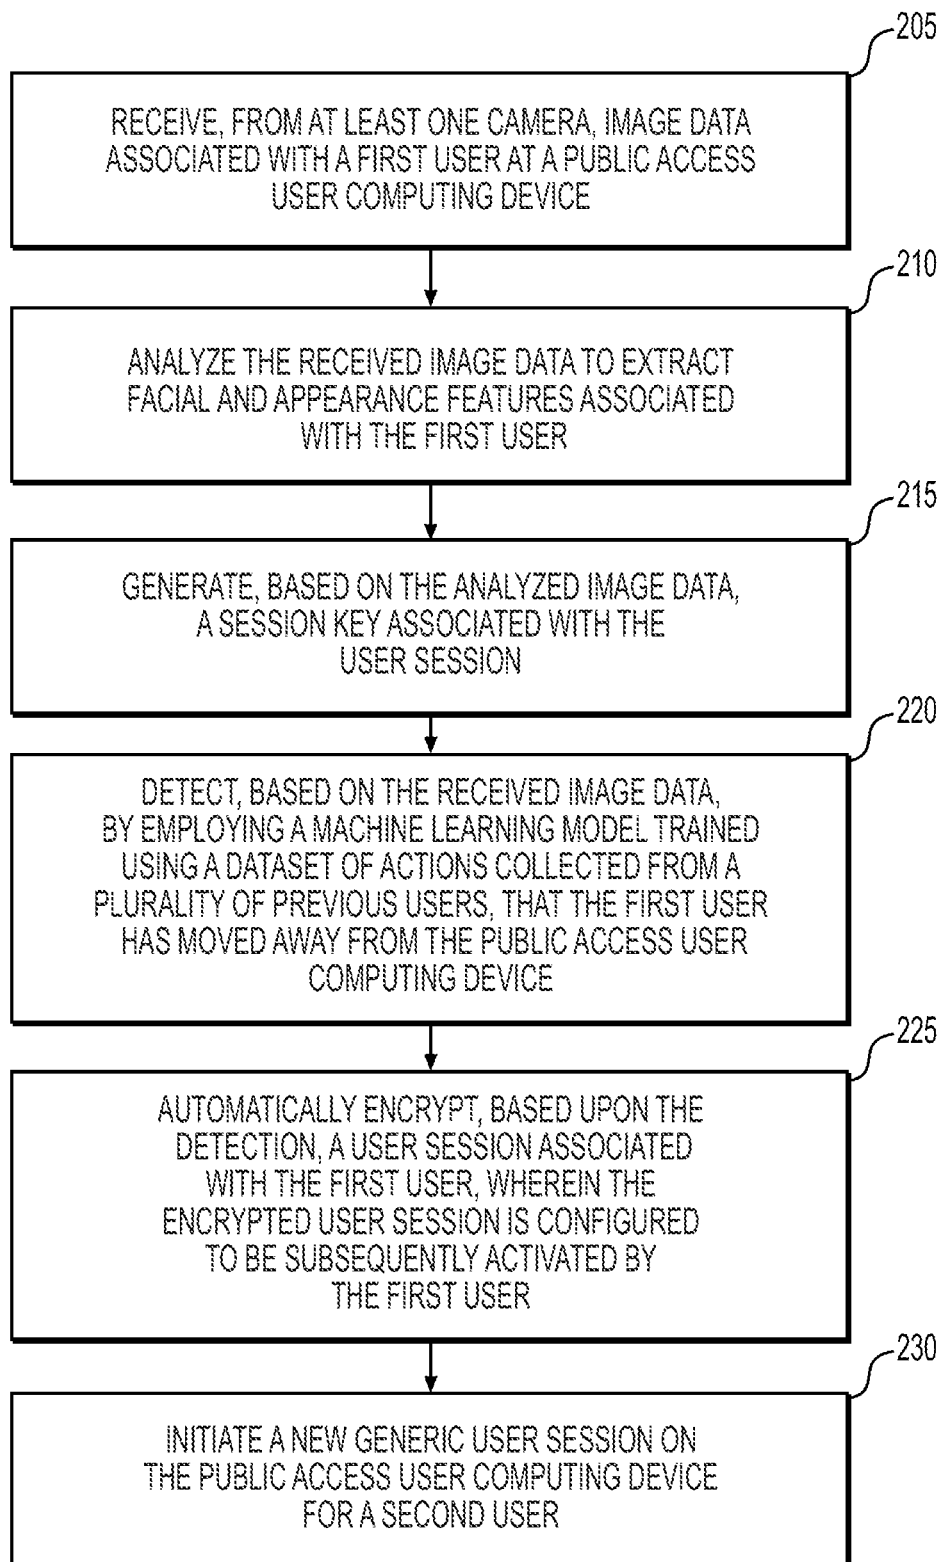 205
RECEIVE, FROM AT LEAST ONE CAMERA, IMAGE DATA
ASSOCIATED WITH A FIRST USER AT A PUBLIC ACCESS
USER COMPUTING DEVICE
210
ANALYZE THE RECEIVED IMAGE DATA TO EXTRACT
FACIAL AND APPEARANCE FEATURES ASSOCIATED
WITH THE FIRST USER
215
GENERATE, BASED ON THE ANALYZED IMAGE DATA,
A SESSION KEY ASSOCIATED WITH THE
USER SESSION
220
DETECT, BASED ON THE RECEIVED IMAGE DATA,
BY EMPLOYING A MACHINE LEARNING MODEL TRAINED
USING A DATASET OF ACTIONS COLLECTED FROM A
PLURALITY OF PREVIOUS USERS, THAT THE FIRST USER
HAS MOVED AWAY FROM THE PUBLIC ACCESS USER
COMPUTING DEVICE
225
AUTOMATICALLY ENCRYPT, BASED UPON THE
DETECTION, A USER SESSION ASSOCIATED
WITH THE FIRST USER, WHEREIN THE
ENCRYPTED USER SESSION IS CONFIGURED
TO BE SUBSEQUENTLY ACTIVATED BY
THE FIRST USER
230
INITIATE A NEW GENERIC USER SESSION ON
THE PUBLIC ACCESS USER COMPUTING DEVICE
FOR A SECOND USER